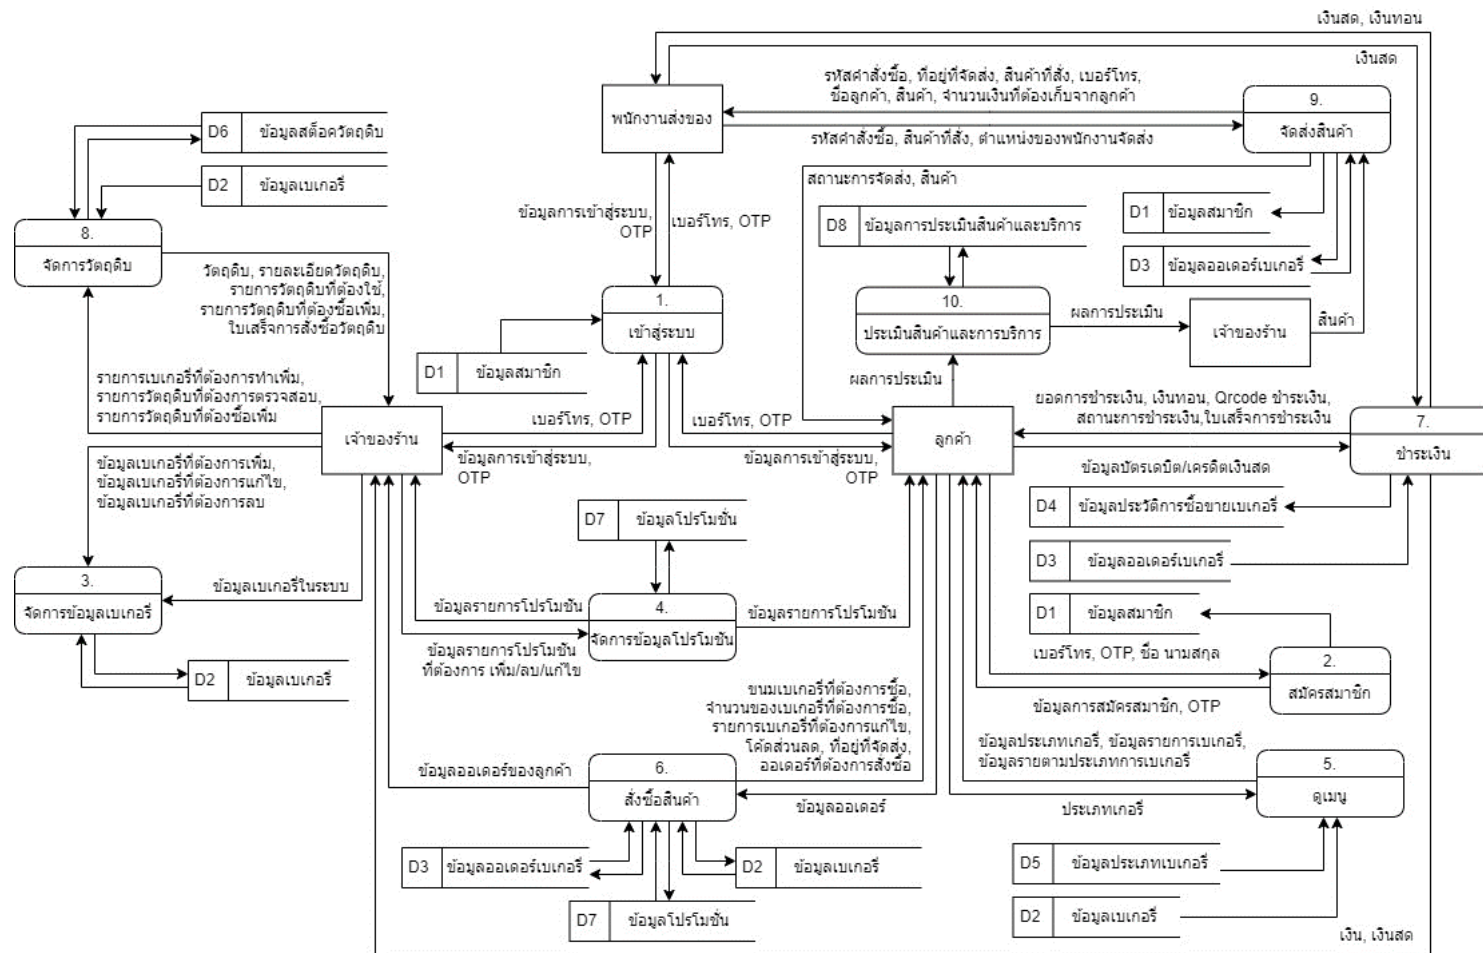 เงินสด, เงินทอน
เงินสด
รหัสคำสั่งซื้อ, ที่อยู่ที่จัดส่ง, สินค้าที่สั่ง, เบอร์โทร,
ชื่อลูกค้า, สินค้า, จำนวนเงินที่ต้องเก็บจากลูกค้า
พนักงานส่งของ
9.
จัดส่งสินค้า
รหัสคำสั่งซื้อ, สินค้าที่สั่ง, ตำแหน่งของพนักงานจัดส่ง
D6 ข้อมูลสต็อควัตถุดิบ
D2 ข้อมูลเบเกอรี่
สถานะการจัดส่ง, สินค้า
ข้อมูลการเข้าสู่ระบบ,
OTP
เบอร์โทร, OTP
D8 ข้อมูลการประเมินสินค้าและบริการ
D1 ข้อมูลสมาชิก
D3 ข้อมูลออเดอร์เบเกอรี่
8.
จัดการวัตถุดิบ
วัตถุดิบ, รายละเอียดวัตถุดิบ,
รายการวัตถุดิบที่ต้องใช้,
รายการวัตถุดิบที่ต้องซื้อเพิ่ม,
ใบเสร็จการสั่งซื้อวัตถุดิบ
1.
เข้าสู่ระบบ
10.
ประเมินสินค้าและการบริการ
ผลการประเมิน
เจ้าของร้าน
สินค้า
D1 ข้อมูลสมาชิก
ผลการประเมิน
รายการเบเกอรี่ที่ต้องการทำเพิ่ม,
รายการวัตถุดิบที่ต้องการตรวจสอบ,
รายการวัตถุดิบที่ต้องซื้อเพิ่ม
เจ้าของร้าน
เบอร์โทร, OTP
เบอร์โทร, OTP
ลูกค้า
ยอดการชำระเงิน, เงินทอน, Qrcode ชำระเงิน,
สถานะการชำระเงิน,ใบเสร็จการชำระเงิน
7.
ชำระเงิน
ข้อมูลเบเกอรี่ที่ต้องการเพิ่ม,
ข้อมูลเบเกอรี่ที่ต้องการแก้ไข,
ข้อมูลเบเกอรี่ที่ต้องการลบ
ข้อมูลการเข้าสู่ระบบ,
OTP
ข้อมูลการเข้าสู่ระบบ,
OTP
ข้อมูลบัตรเดบิต/เครดิตเงินสด
D7 ข้อมูลโปรโมชั่น
D4 ข้อมูลประวัติการซื้อขายเบเกอรี่
D3 ข้อมูลออเดอร์เบเกอรี่
3.
จัดการข้อมูลเบเกอรี่
ข้อมูลเบเกอรี่ในระบบ
ข้อมูลรายการโปรโมชัน
4.
จัดการข้อมูลโปรโมชัน
ข้อมูลรายการโปรโมชัน
D1 ข้อมูลสมาชิก
ข้อมูลรายการโปรโมชัน
ที่ต้องการ เพิ่ม/ลบ/แก้ไข
D2 ข้อมูลเบเกอรี่
เบอร์โทร, OTP, ชื่อ นามสกุล
2.
สมัครสมาชิก
ข้อมูลการสมัครสมาชิก, OTP
ขนมเบเกอรี่ที่ต้องการซื้อ,
จำนวนของเบเกอรี่ที่ต้องการซื้อ,
รายการเบเกอรี่ที่ต้องการแก้ไข,
โค้ดส่วนลด, ที่อยู่ที่จัดส่ง,
ออเดอร์ที่ต้องการสั่งซื้อ
ข้อมูลประเภทเกอรี่, ข้อมูลรายการเบเกอรี่,
ข้อมูลรายตามประเภทการเบเกอรี่
ข้อมูลออเดอร์ของลูกค้า
6.
สั่งซื้อสินค้า
ข้อมูลออเดอร์
5.
ดูเมนู
ประเภทเกอรี่
D3 ข้อมูลออเดอร์เบเกอรี่
D2 ข้อมูลเบเกอรี่
D5 ข้อมูลประเภทเบเกอรี่
D7 ข้อมูลโปรโมชั่น
D2 ข้อมูลเบเกอรี่
เงิน, เงินสด